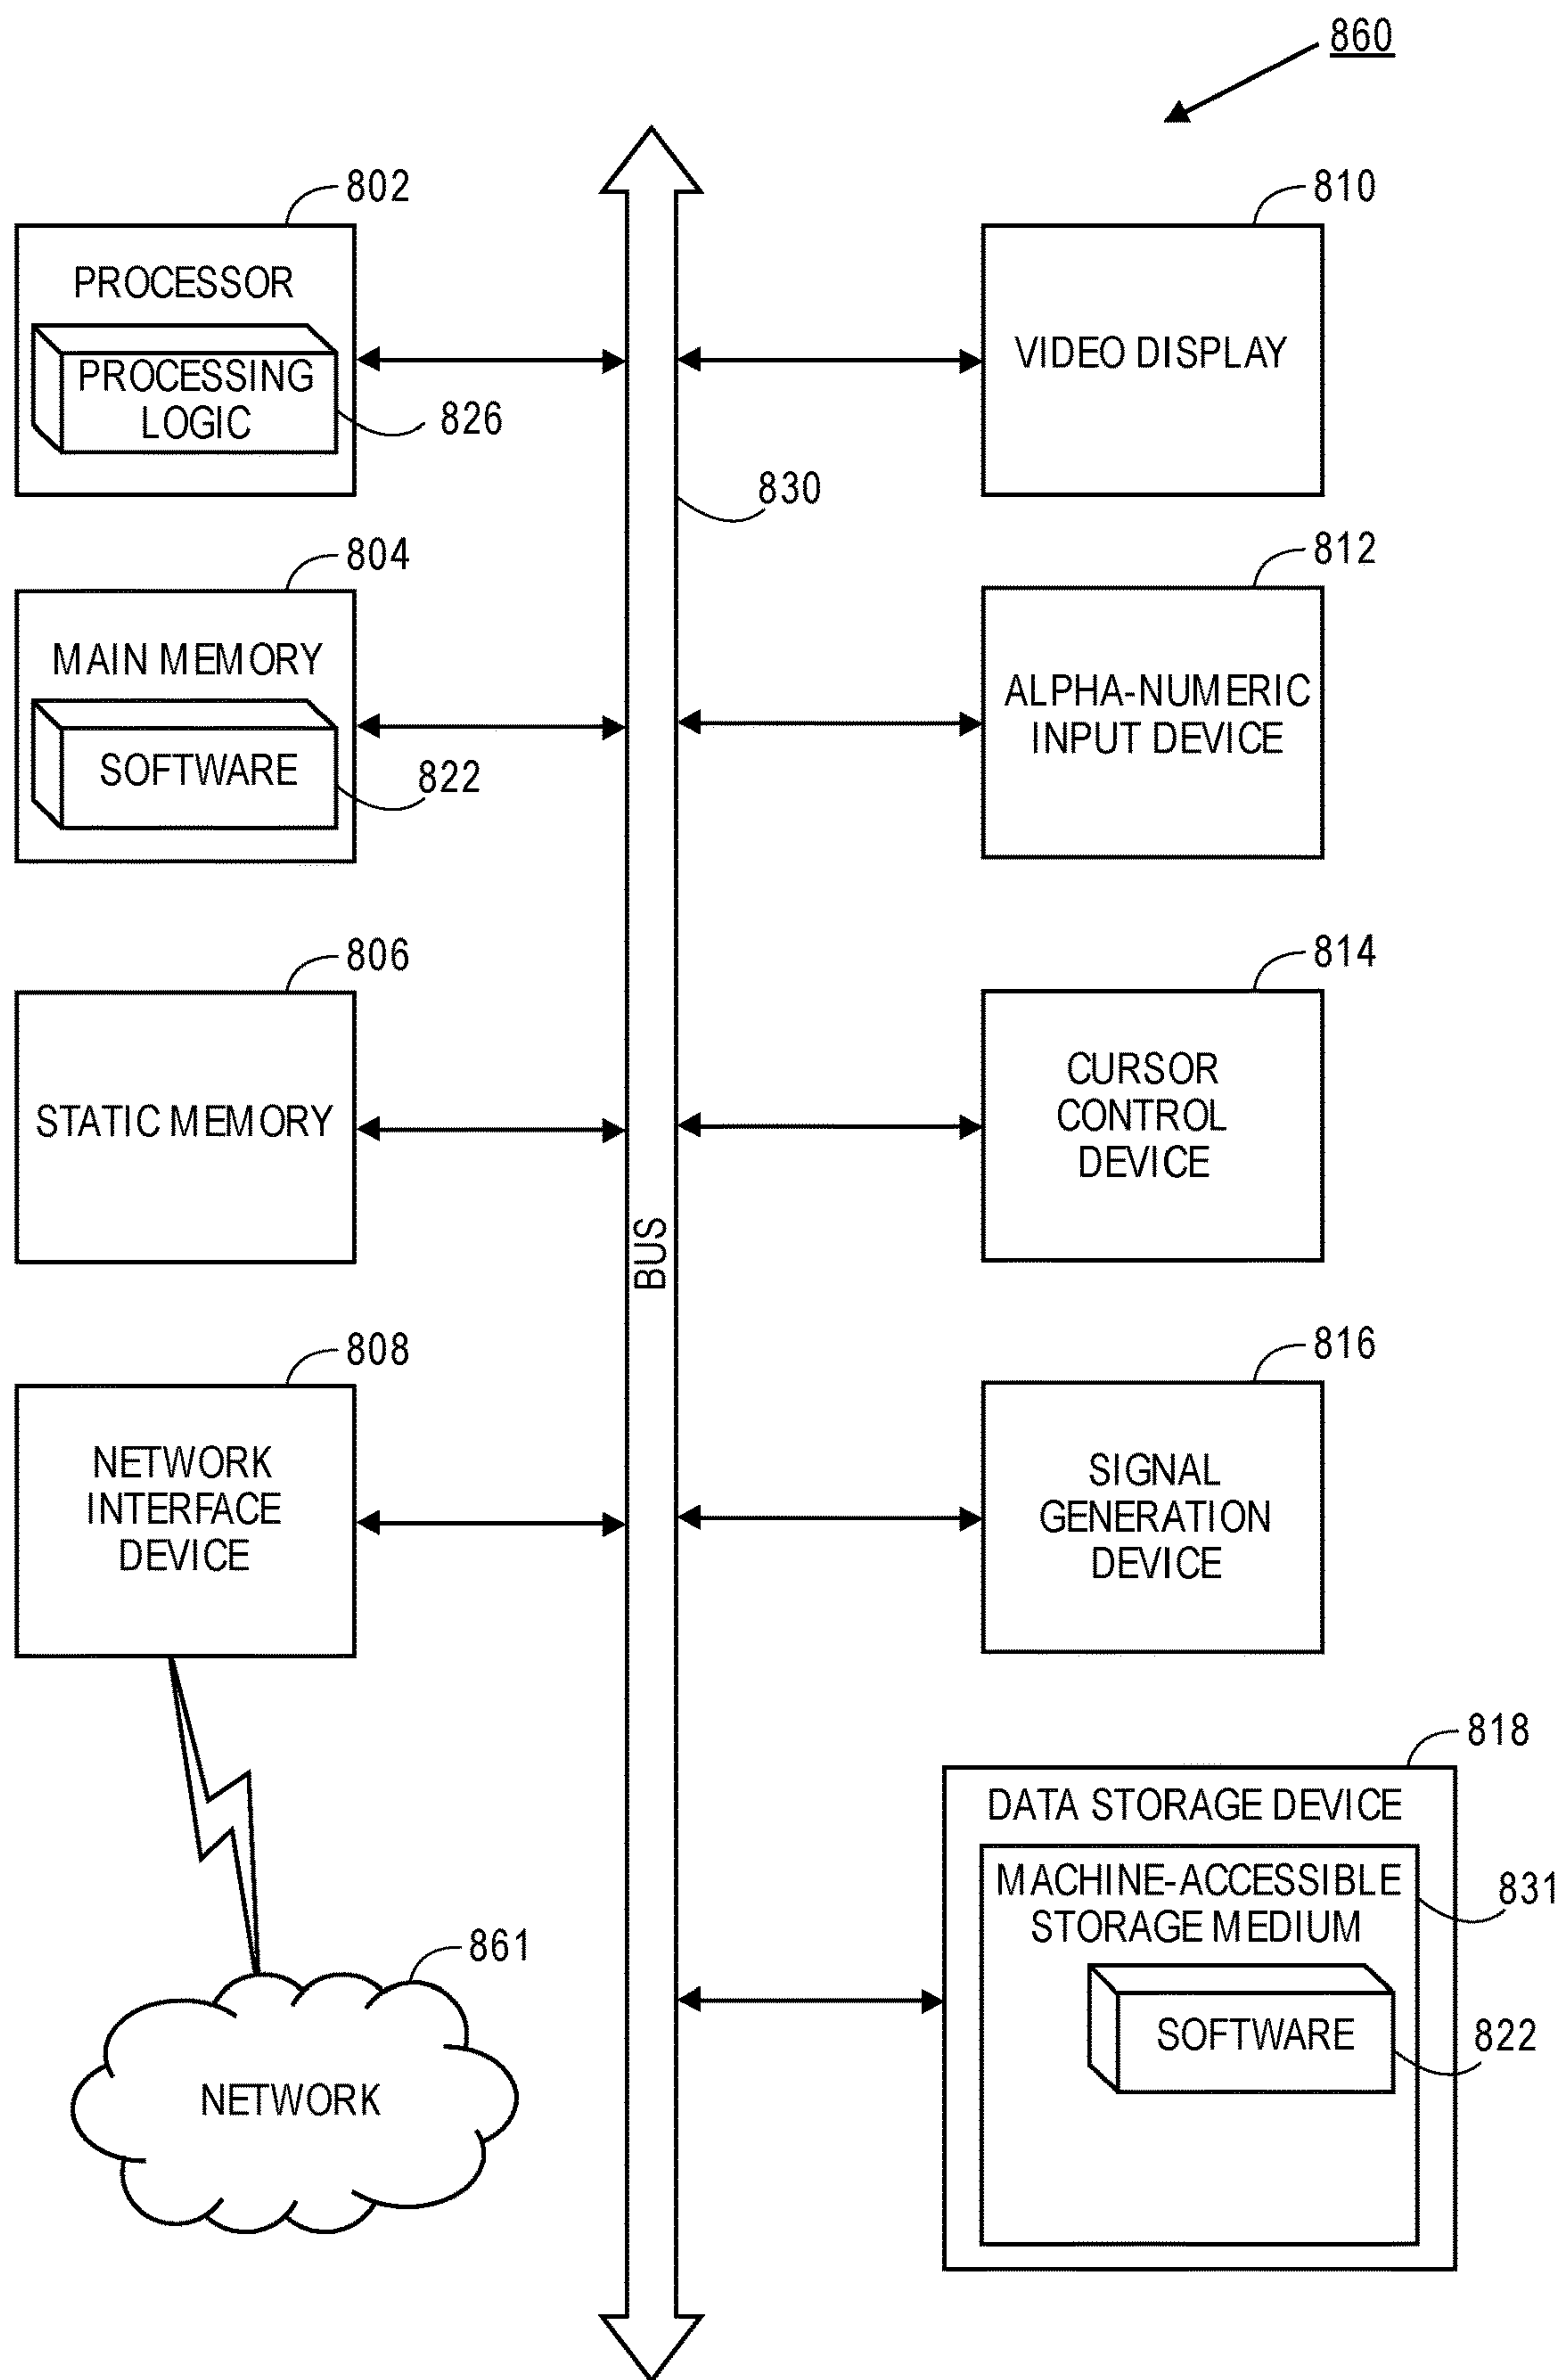 860
802
PROCESSOR
PROCESSING
LOGIC
826
810
VIDEO DISPLAY
830
804
MAIN MEMORY
SOFTWARE
822
812
ALPHA-NUMERIC
INPUT DEVICE
806
STATIC MEMORY
814
CURSOR
CONTROL
DEVICE
BUS
808
NETWORK
INTERFACE
DEVICE
816
SIGNAL
GENERATION
DEVICE
861
NETWORK
818
DATA STORAGE DEVICE
MACHINE-ACCESSIBLE
STORAGE MEDIUM
831
SOFTWARE
822